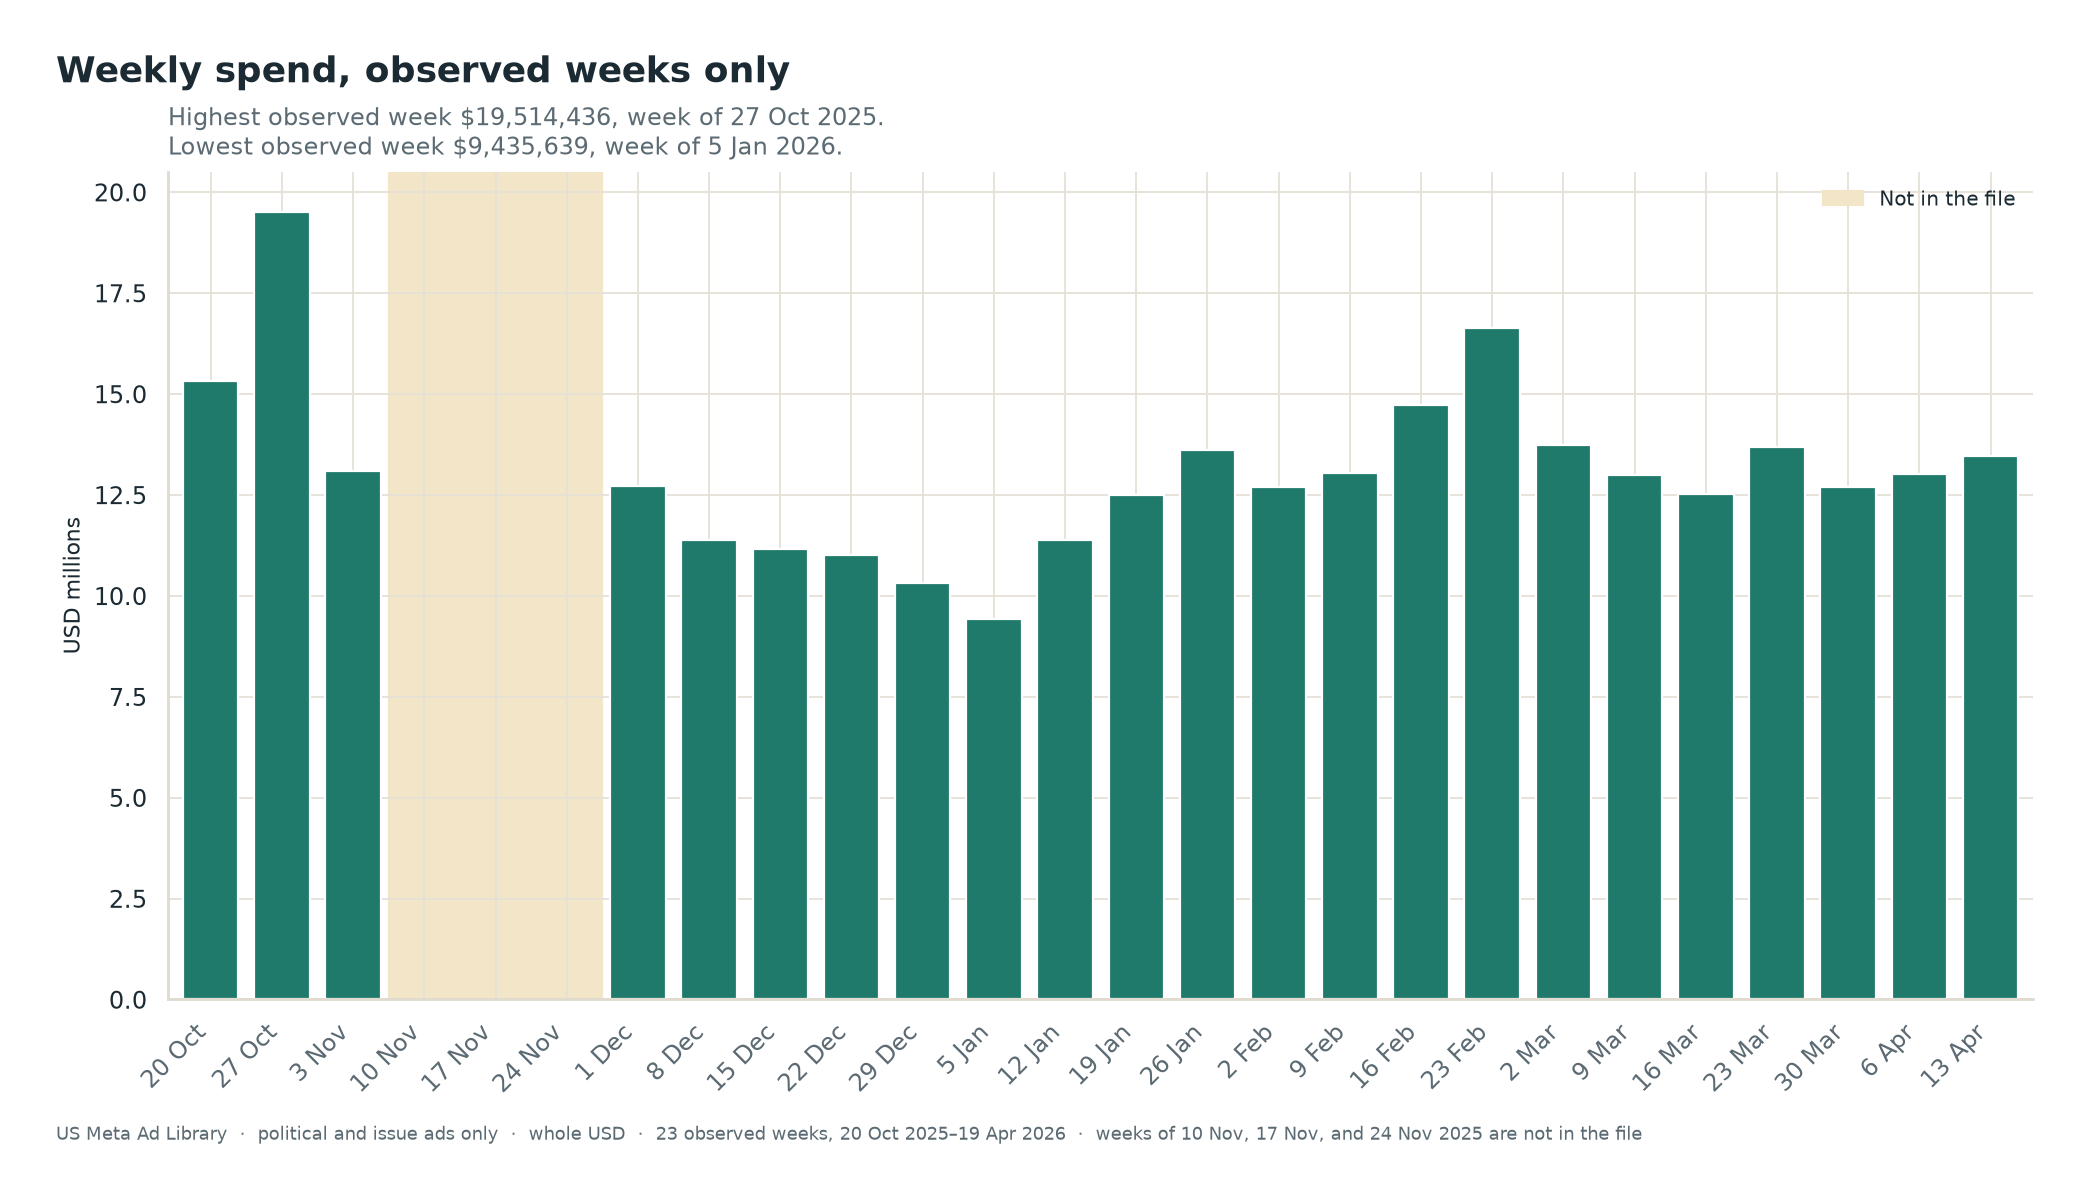 Weekly spend, observed weeks only
Highest observed week $19,514,436, week of 27 Oct 2025.
Lowest observed week $9,435,639, week of 5 Jan 2026.
Not in the file
USD millions
20.0
17.5
15.0
12.5
10.0
7.5
5.0
2.5
0.0
20 Oct
27 Oct
3 Nov
10 Nov
17 Nov
24 Nov
1 Dec
8 Dec
15 Dec
22 Dec
29 Dec
5 Jan
12 Jan
19 Jan
26 Jan
2 Feb
9 Feb
16 Feb
23 Feb
2 Mar
9 Mar
16 Mar
23 Mar
30 Mar
6 Apr
13 Apr
US Meta Ad Library · political and issue ads only · whole USD · 23 observed weeks, 20 Oct 2025–19 Apr 2026 · weeks of 10 Nov, 17 Nov, and 24 Nov 2025 are not in the file